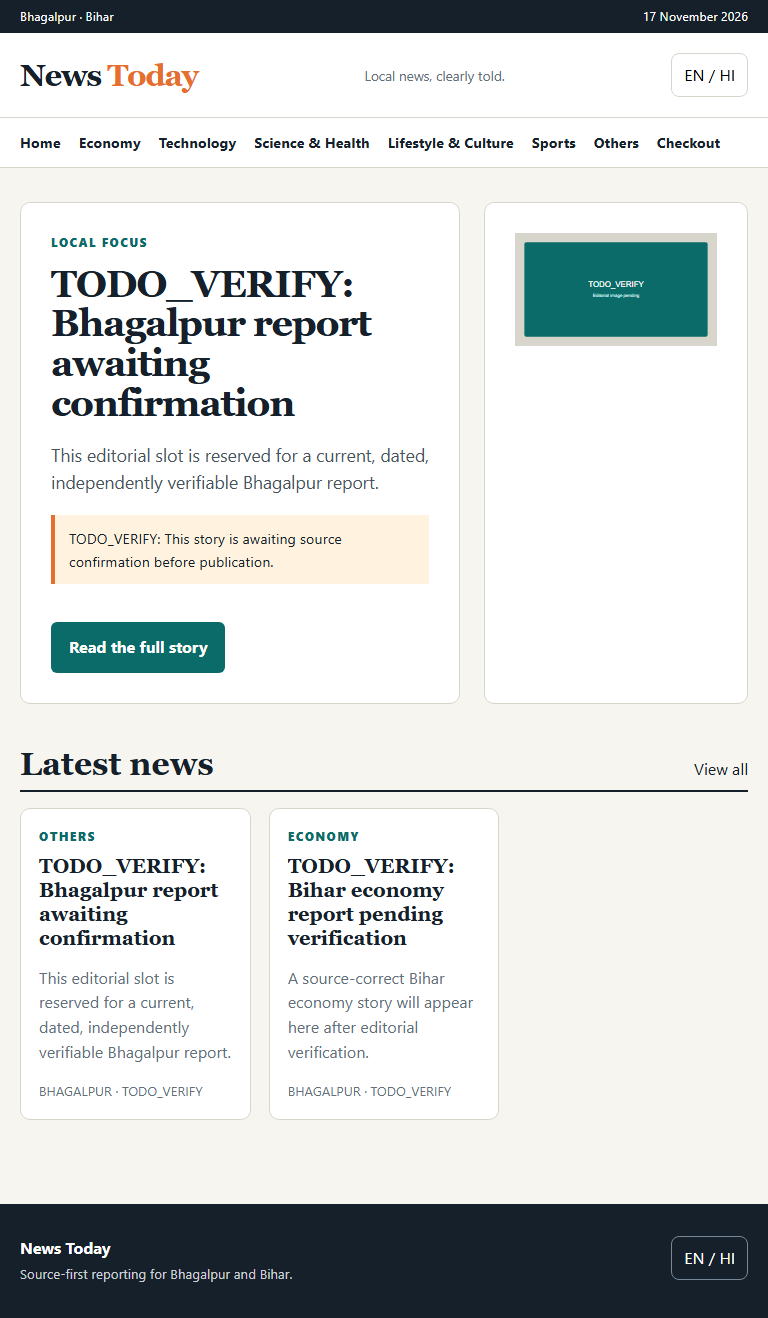 Bhagalpur · Bihar
17 November 2026
News Today
Local news, clearly told.
EN / HI
Home Economy Technology Science & Health Lifestyle & Culture Sports Others Checkout
LOCAL FOCUS
TODO_VERIFY:
Bhagalpur report
awaiting
confirmation
This editorial slot is reserved for a current, dated,
independently verifiable Bhagalpur report.
TODO_VERIFY: This story is awaiting source
confirmation before publication.
Read the full story
TODO_VERIFY
Editorial image pending
Latest news
View all
OTHERS
TODO_VERIFY:
Bhagalpur report
awaiting
confirmation
This editorial slot is
reserved for a current,
dated, independently
verifiable Bhagalpur report.
BHAGALPUR · TODO_VERIFY
ECONOMY
TODO_VERIFY:
Bihar economy
report pending
verification
A source-correct Bihar
economy story will appear
here after editorial
verification.
BHAGALPUR · TODO_VERIFY
News Today
Source-first reporting for Bhagalpur and Bihar.
EN / HI